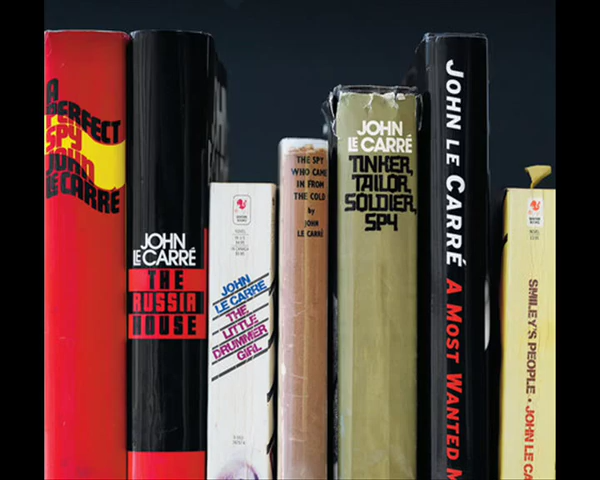 A
PERFECT
SPY
JOHN
LE CARRÉ
JOHN
LE CARRÉ
THE
RUSSIA
HOUSE
JOHN
LE CARRÉ
THE
LITTLE
DRUMMER
GIRL
THE SPY
WHO CAME
IN FROM
THE COLD
by
JOHN
LE CARRÉ
JOHN
LE CARRÉ
TINKER,
TAILOR,
SOLDIER,
SPY
JOHN LE CARRÉ A MOST WANTED M
SMILEY'S PEOPLE • JOHN LE CA